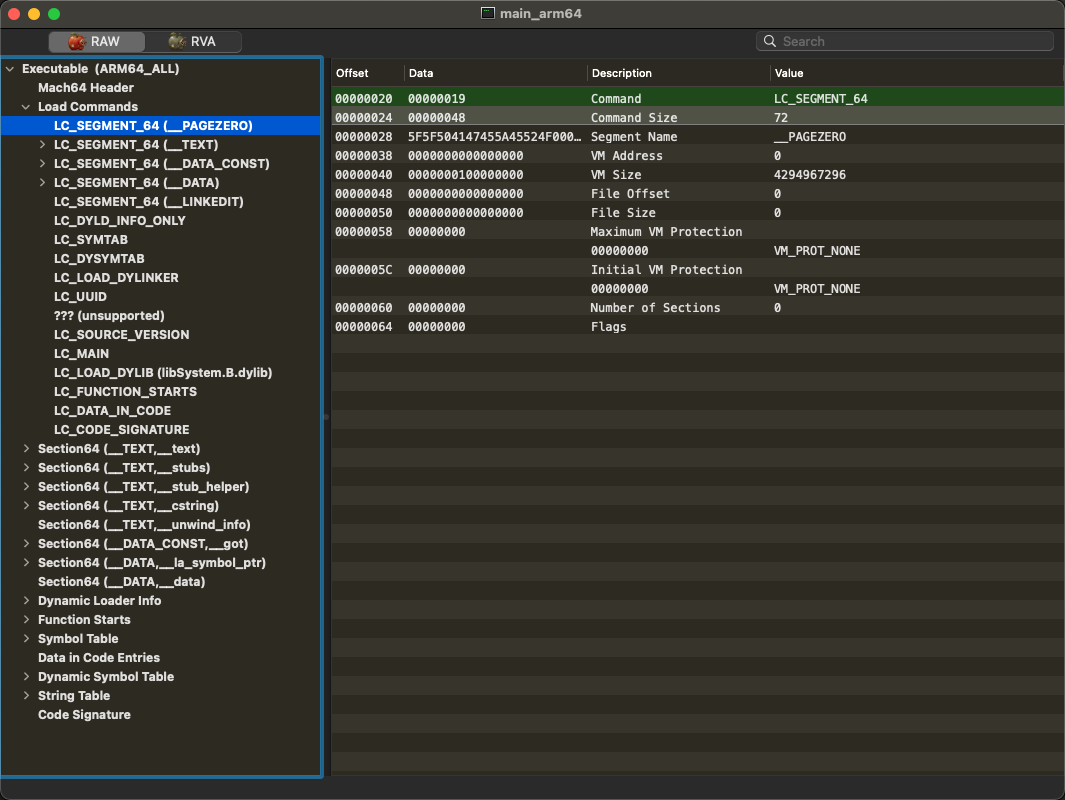 main_arm64
RAW RVA Search
Executable (ARM64_ALL)
Mach64 Header
Load Commands
LC_SEGMENT_64 (__PAGEZERO)
LC_SEGMENT_64 (__TEXT)
LC_SEGMENT_64 (__DATA_CONST)
LC_SEGMENT_64 (__DATA)
LC_SEGMENT_64 (__LINKEDIT)
LC_DYLD_INFO_ONLY
LC_SYMTAB
LC_DYSYMTAB
LC_LOAD_DYLINKER
LC_UUID
??? (unsupported)
LC_SOURCE_VERSION
LC_MAIN
LC_LOAD_DYLIB (libSystem.B.dylib)
LC_FUNCTION_STARTS
LC_DATA_IN_CODE
LC_CODE_SIGNATURE
Section64 (__TEXT,__text)
Section64 (__TEXT,__stubs)
Section64 (__TEXT,__stub_helper)
Section64 (__TEXT,__cstring)
Section64 (__TEXT,__unwind_info)
Section64 (__DATA_CONST,__got)
Section64 (__DATA,__la_symbol_ptr)
Section64 (__DATA,__data)
Dynamic Loader Info
Function Starts
Symbol Table
Data in Code Entries
Dynamic Symbol Table
String Table
Code Signature
Offset Data Description Value
00000020 00000019 Command LC_SEGMENT_64
00000024 00000048 Command Size 72
00000028 5F5F504147455A45524F000… Segment Name __PAGEZERO
00000038 0000000000000000 VM Address 0
00000040 0000000100000000 VM Size 4294967296
00000048 0000000000000000 File Offset 0
00000050 0000000000000000 File Size 0
00000058 00000000 Maximum VM Protection
00000000 VM_PROT_NONE
0000005C 00000000 Initial VM Protection
00000000 VM_PROT_NONE
00000060 00000000 Number of Sections 0
00000064 00000000 Flags